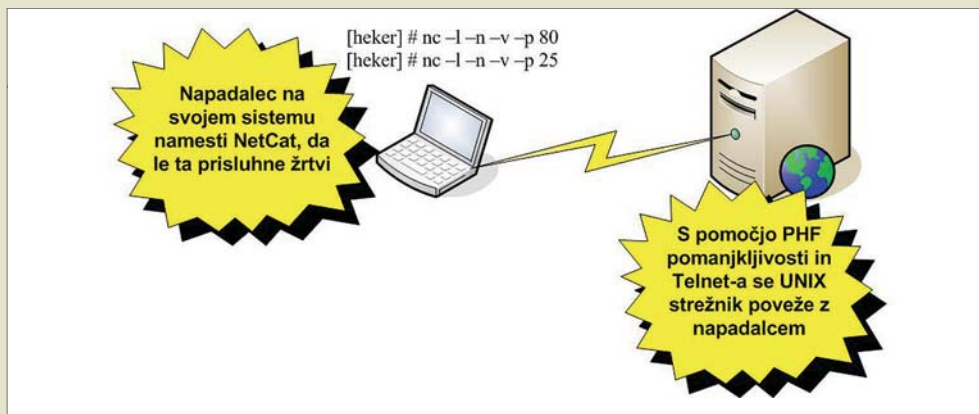 [heker] # nc –l –n –v –p 80
[heker] # nc –l –n –v –p 25
Napadalec na
svojem sistemu
namesti NetCat, da
le ta prisluhne žrtvi
S pomočjo PHF
pomanjkljivosti in
Telnet-a se UNIX
strežnik poveže z
napadalcem